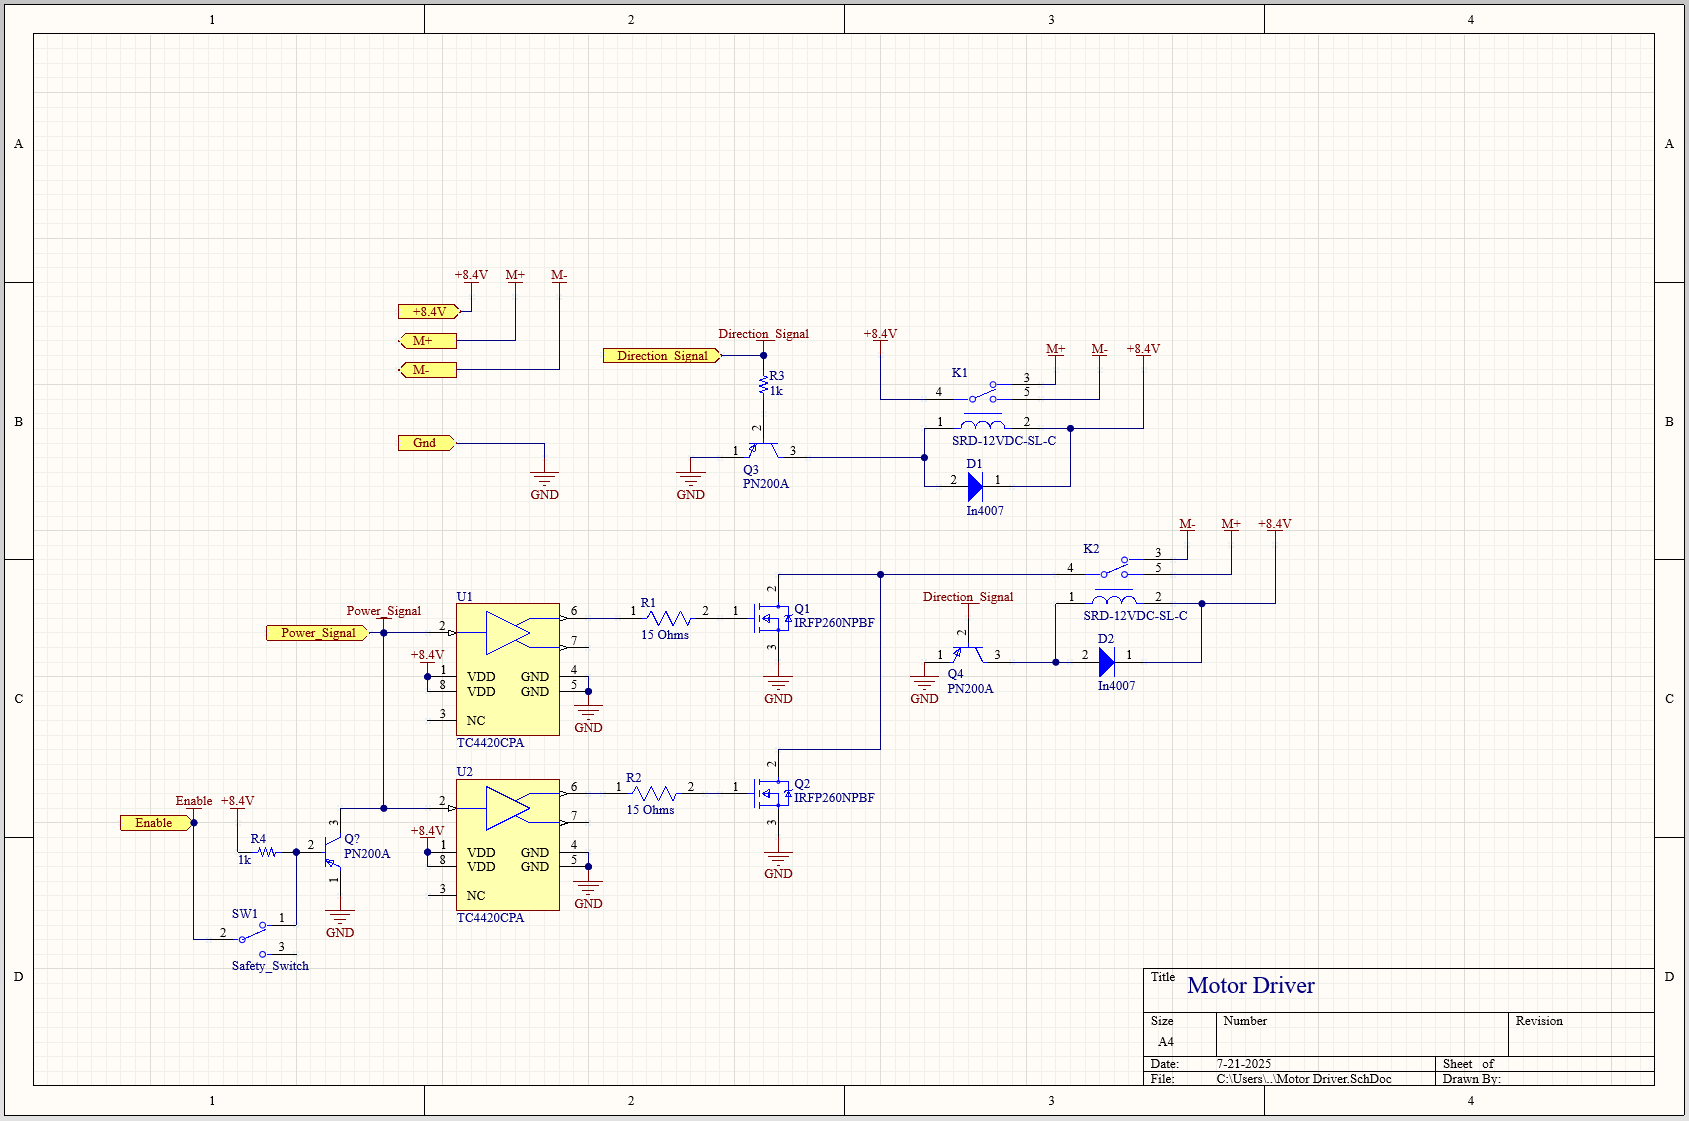 1 2 3 4
A A
+8.4V M+ M-
+8.4V
M+
M-
Gnd
GND
Direction_Signal
Direction_Signal
R3
1k
2
1 3
Q3
PN200A
GND
+8.4V
M+ M- +8.4V
K1
3
4 5
1 2
SRD-12VDC-SL-C
D1
2 1
In4007
B B
M- M+ +8.4V
K2
3
4 5
1 2
SRD-12VDC-SL-C
Direction_Signal
2
1 3
Q4
PN200A
GND
D2
2 1
In4007
Power_Signal
Power_Signal
U1
2 6
7
+8.4V
1 VDD GND 4
8 VDD GND 5
3 NC
TC4420CPA
GND
R1
1 2
15 Ohms
1 2 3
Q1
IRFP260NPBF
GND
C C
U2
2 6
7
+8.4V
1 VDD GND 4
8 VDD GND 5
3 NC
TC4420CPA
GND
R2
1 2
15 Ohms
1 2 3
Q2
IRFP260NPBF
GND
Enable +8.4V
Enable
R4
1k
3
2
1
Q?
PN200A
GND
SW1
1
2
3
Safety_Switch
D D
Title Motor Driver
Size Number Revision
A4
Date: 7-21-2025 Sheet of
File: C:\Users\..\Motor Driver.SchDoc Drawn By:
1 2 3 4